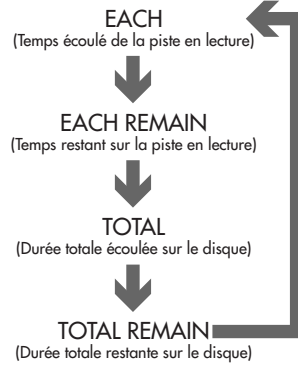 EACH
(Temps écoulé de la piste en lecture)
EACH REMAIN
(Temps restant sur la piste en lecture)
TOTAL
(Durée totale écoulée sur le disque)
TOTAL REMAIN
(Durée totale restante sur le disque)